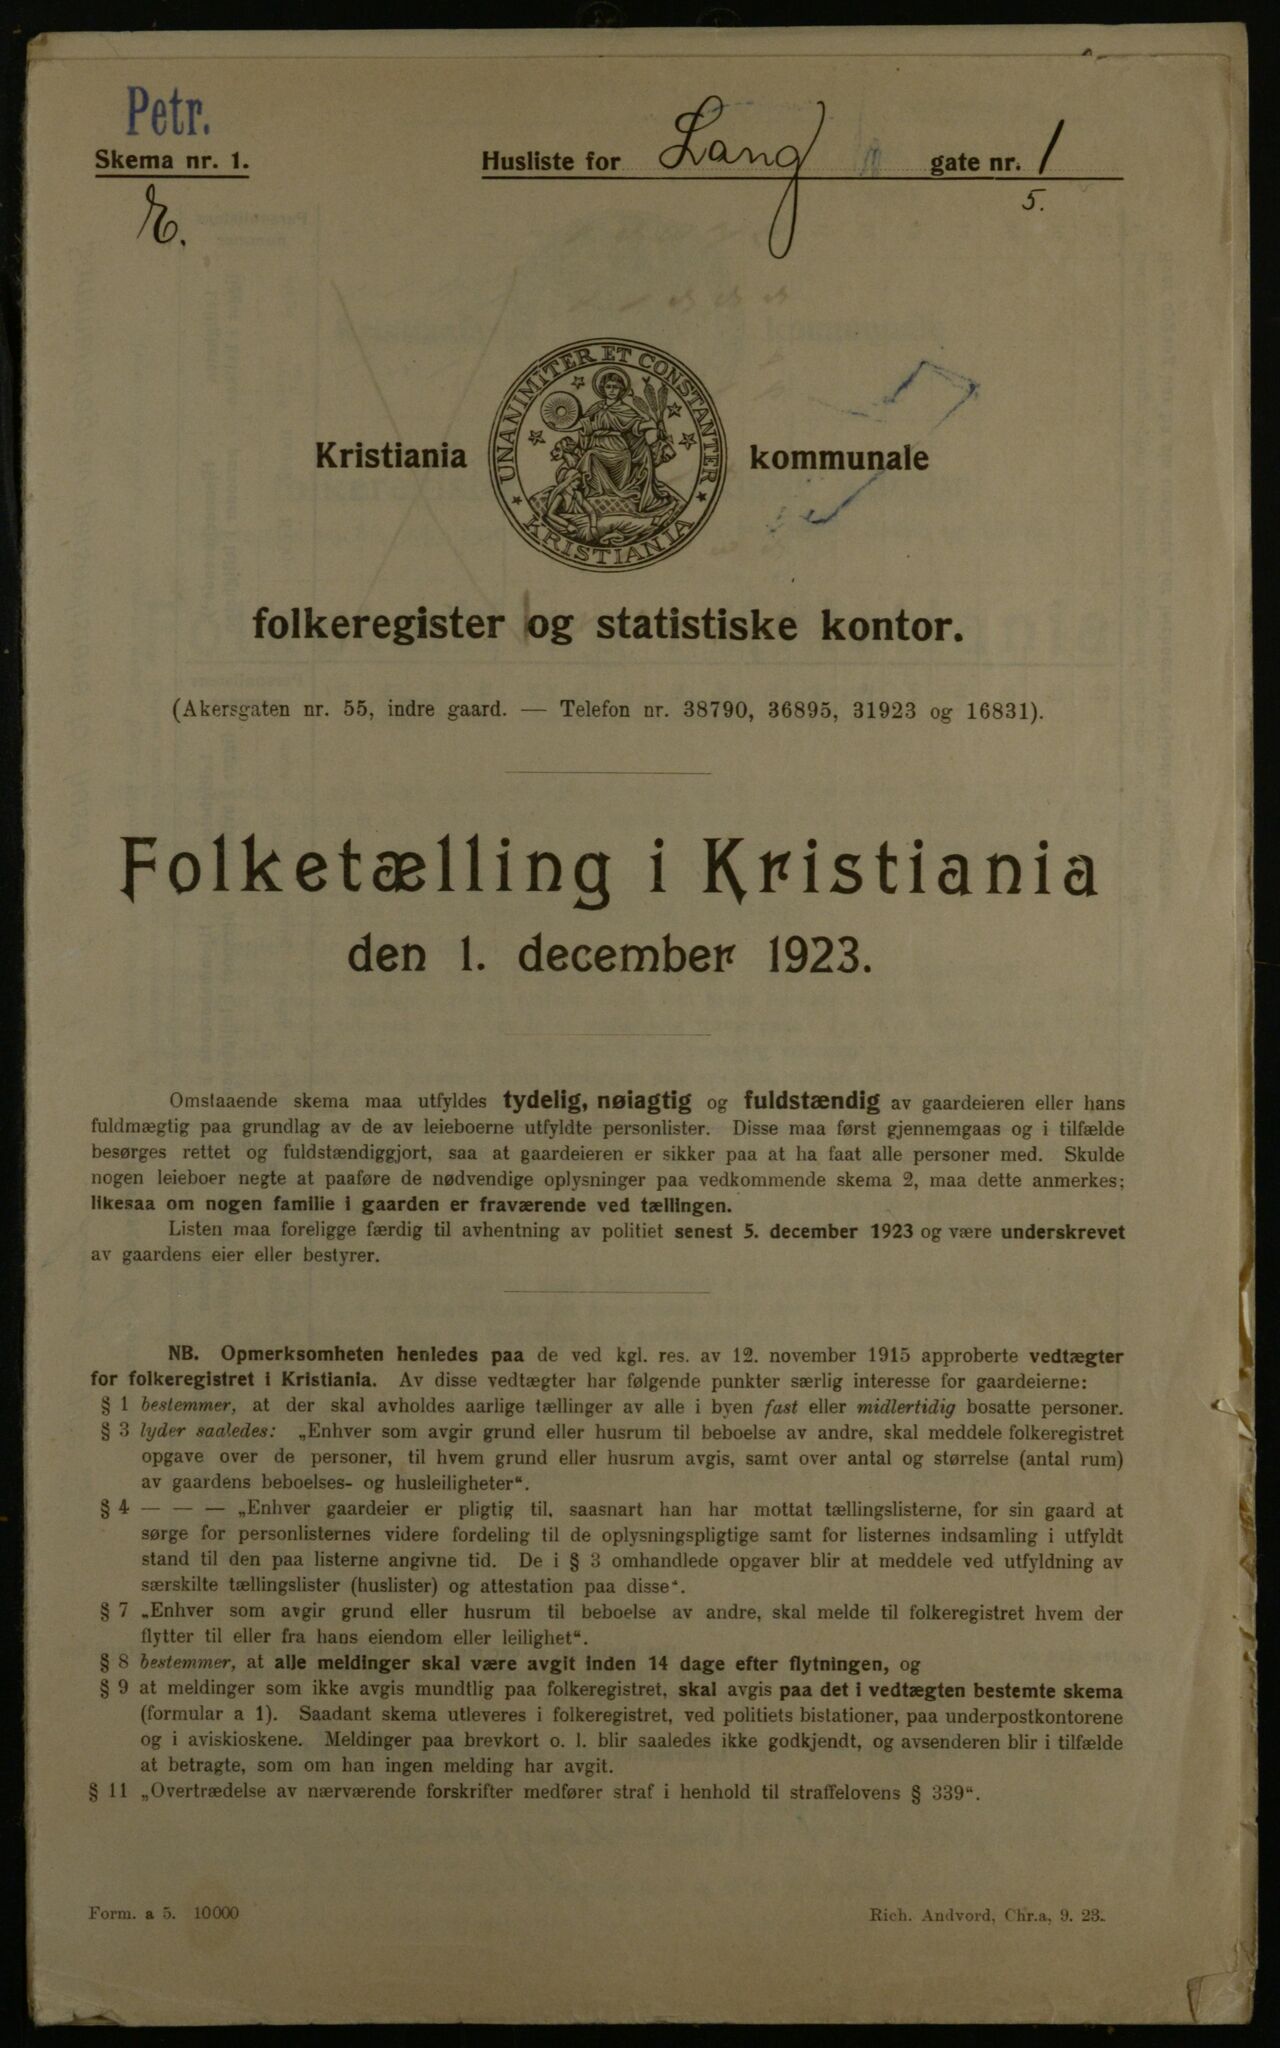 Petr.
Skema nr. 1.
Husliste for Lang gate nr. 1
5.
E.
UNANIMITER ET CONSTANTER
KRISTIANIA
Kristiania kommunale
folkeregister og statistiske kontor.
(Akersgaten nr. 55, indre gaard. — Telefon nr. 38790, 36895, 31923 og 16831).
Folketælling i Kristiania
den 1. december 1923.
Omstaaende skema maa utfyldes tydelig, nøiagtig og fuldstændig av gaardeieren eller hans
fuldmægtig paa grundlag av de av leieboerne utfyldte personlister. Disse maa først gjennemgaas og i tilfælde
besørges rettet og fuldstændiggjort, saa at gaardeieren er sikker paa at ha faat alle personer med. Skulde
nogen leieboer negte at paaføre de nødvendige oplysninger paa vedkommende skema 2, maa dette anmerkes;
likesaa om nogen familie i gaarden er fraværende ved tællingen.
Listen maa foreligge færdig til avhentning av politiet senest 5. december 1923 og være underskrevet
av gaardens eier eller bestyrer.
NB. Opmerksomheten henledes paa de ved kgl. res. av 12. november 1915 approberte vedtægter
for folkeregistret i Kristiania. Av disse vedtægter har følgende punkter særlig interesse for gaardeierne:
§ 1 bestemmer, at der skal avholdes aarlige tællinger av alle i byen fast eller midlertidig bosatte personer.
§ 3 lyder saaledes: „Enhver som avgir grund eller husrum til beboelse av andre, skal meddele folkeregistret
opgave over de personer, til hvem grund eller husrum avgis, samt over antal og størrelse (antal rum)
av gaardens beboelses- og husleiligheter“.
§ 4 — — — „Enhver gaardeier er pligtig til, saasnart han har mottat tællingslisterne, for sin gaard at
sørge for personlisternes videre fordeling til de oplysningspligtige samt for listernes indsamling i utfyldt
stand til den paa listerne angivne tid. De i § 3 omhandlede opgaver blir at meddele ved utfyldning av
særskilte tællingslister (huslister) og attestation paa disse“.
§ 7 „Enhver som avgir grund eller husrum til beboelse av andre, skal melde til folkeregistret hvem der
flytter til eller fra hans eiendom eller leilighet“.
§ 8 bestemmer, at alle meldinger skal være avgit inden 14 dage efter flytningen, og
§ 9 at meldinger som ikke avgis mundtlig paa folkeregistret, skal avgis paa det i vedtægten bestemte skema
(formular a 1). Saadant skema utleveres i folkeregistret, ved politiets bistationer, paa underpostkontorene
og i aviskioskene. Meldinger paa brevkort o. l. blir saaledes ikke godkjendt, og avsenderen blir i tilfælde
at betragte, som om han ingen melding har avgit.
§ 11 „Overtrædelse av nærværende forskrifter medfører straf i henhold til straffelovens § 339“.
Form. a 5. 10000
Rich. Andvord, Chr.a, 9. 23.